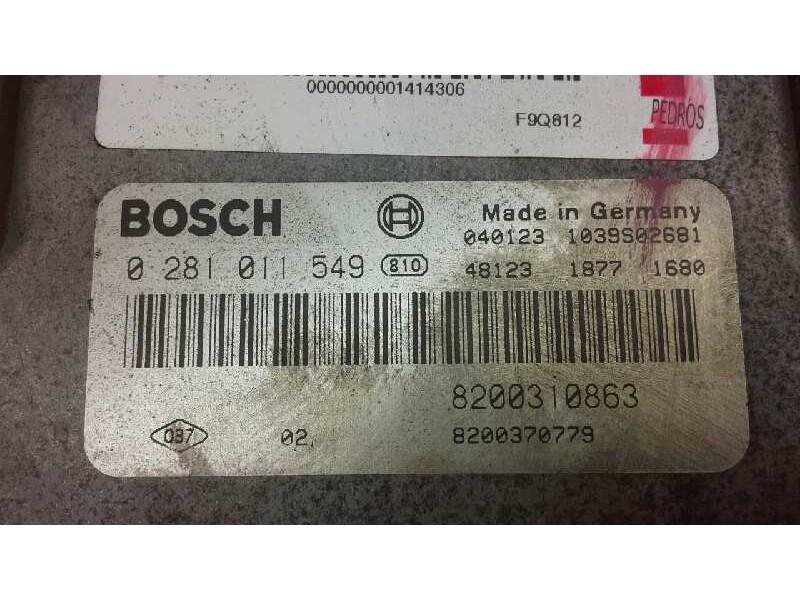 0000000001414306
F9Q812
PEDRÓS
BOSCH
Made in Germany
040123 1039S02681
0 281 011 549 810 48123 1877 1680
8200310863
037 02 8200370779